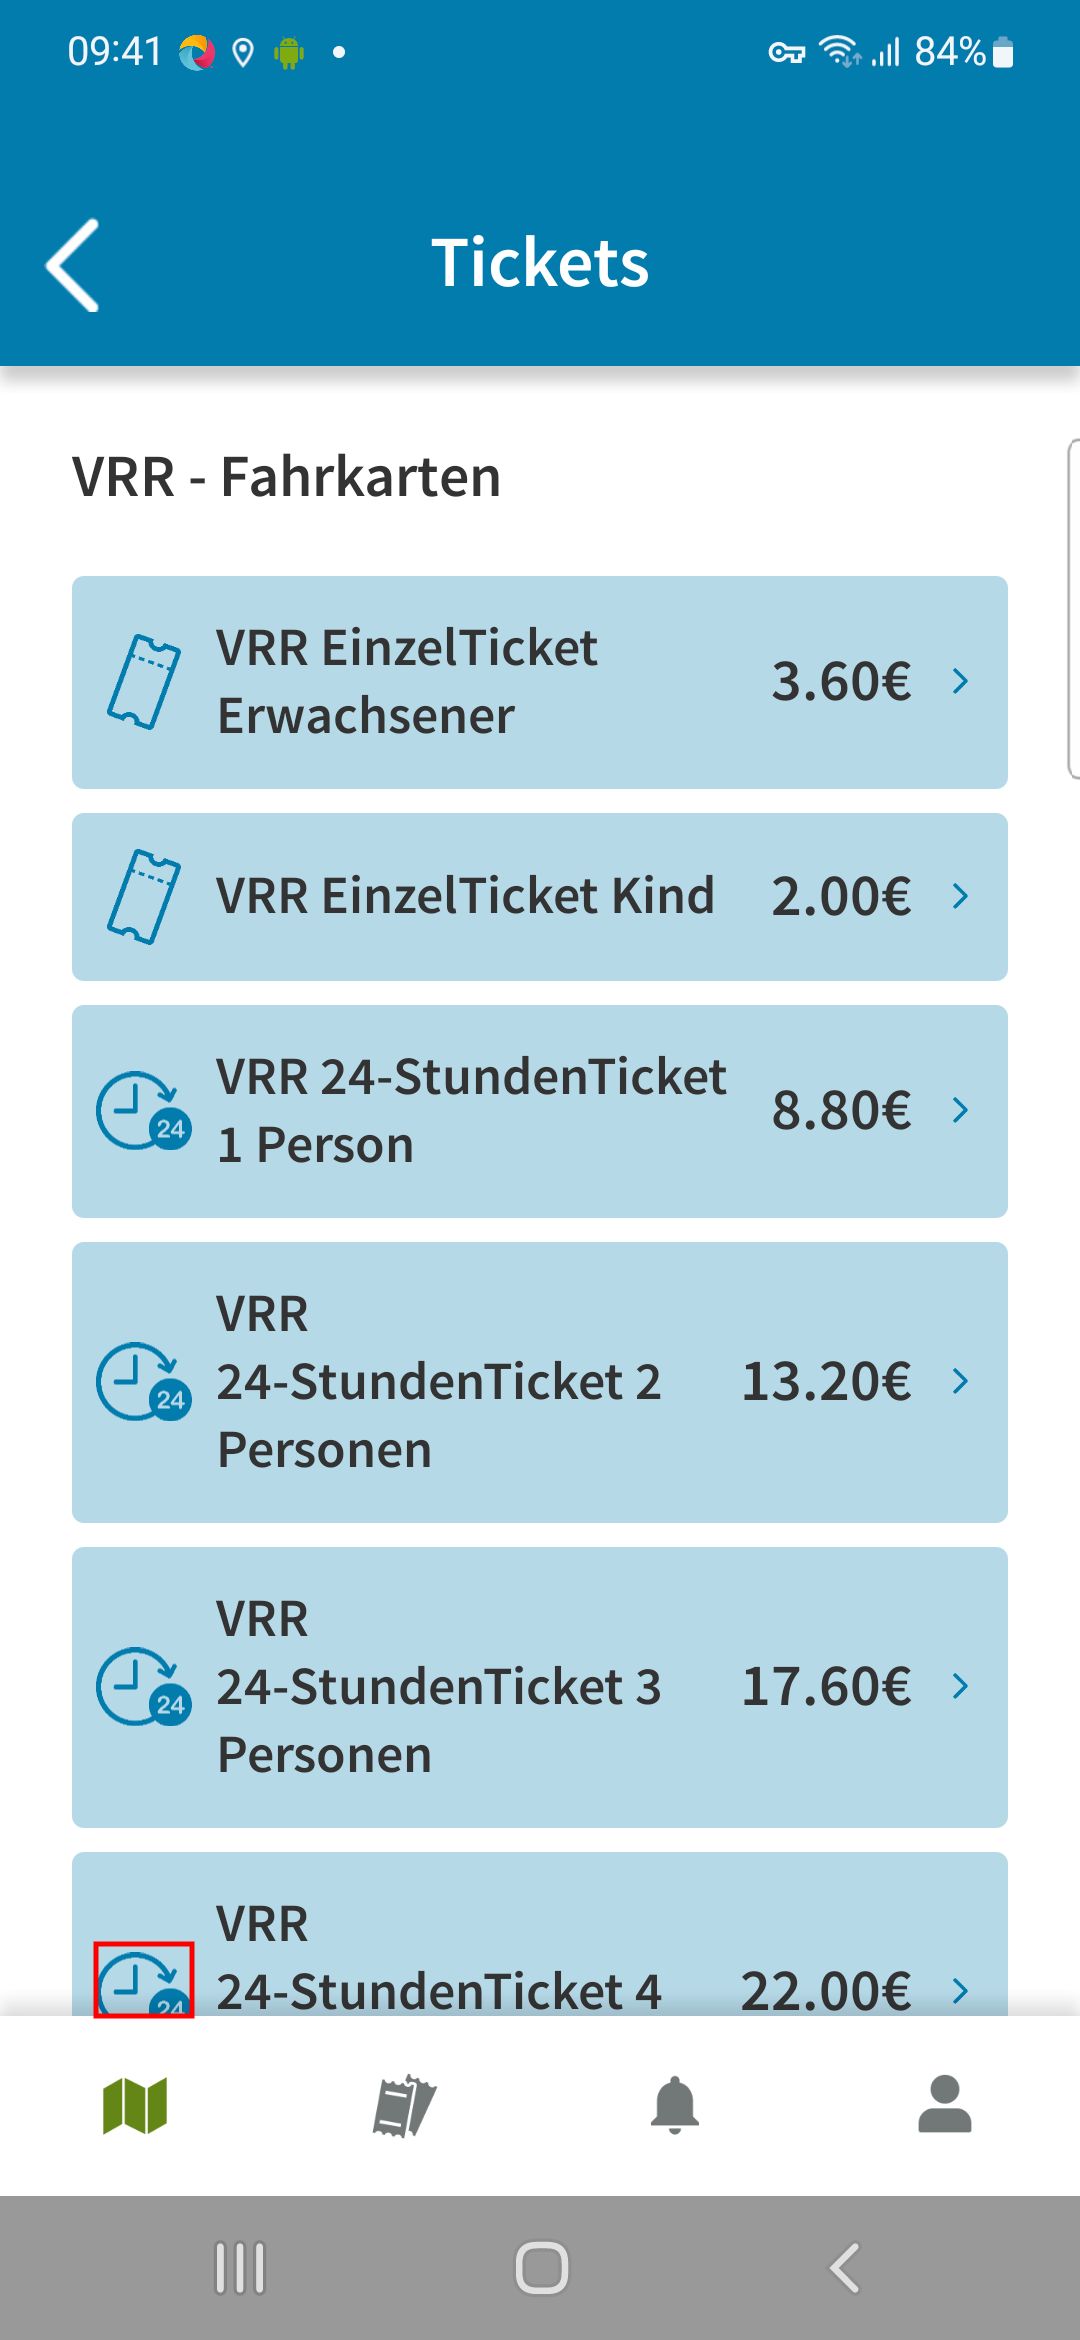 09:41
84%
Tickets
VRR - Fahrkarten
VRR EinzelTicket
Erwachsener
3.60€
VRR EinzelTicket Kind
2.00€
VRR 24-StundenTicket
1 Person
8.80€
24
VRR
24-StundenTicket 2
Personen
13.20€
24
VRR
24-StundenTicket 3
Personen
17.60€
24
VRR
24-StundenTicket 4
22.00€
24